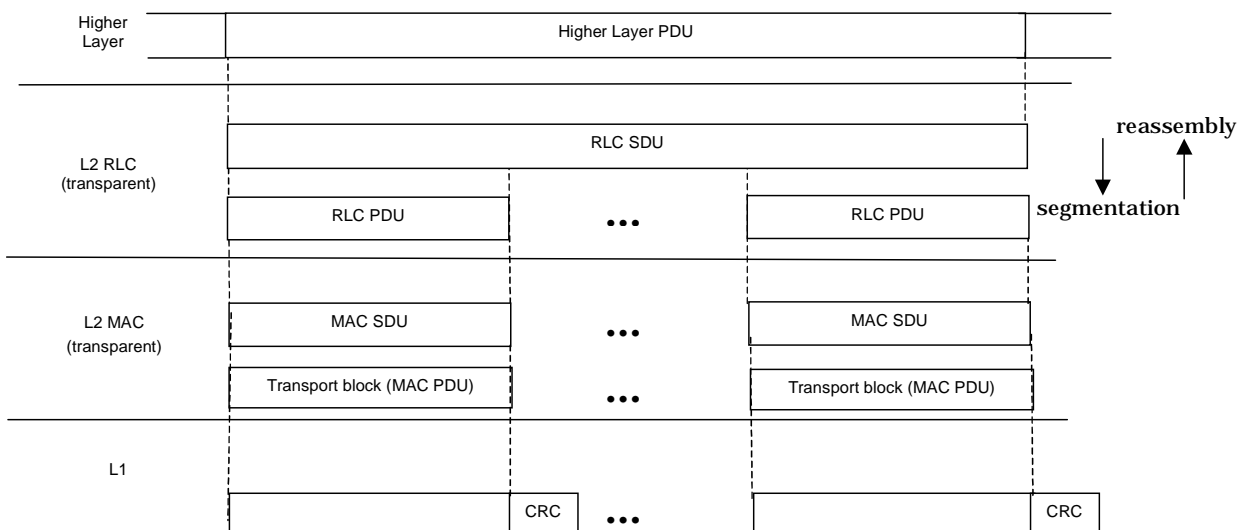 Higher
Layer
Higher Layer PDU
reassembly
RLC SDU
L2 RLC
(transparent)
segmentation
RLC PDU
•••
RLC PDU
L2 MAC
(transparent)
MAC SDU
•••
MAC SDU
Transport block (MAC PDU)
•••
Transport block (MAC PDU)
L1
CRC
•••
CRC